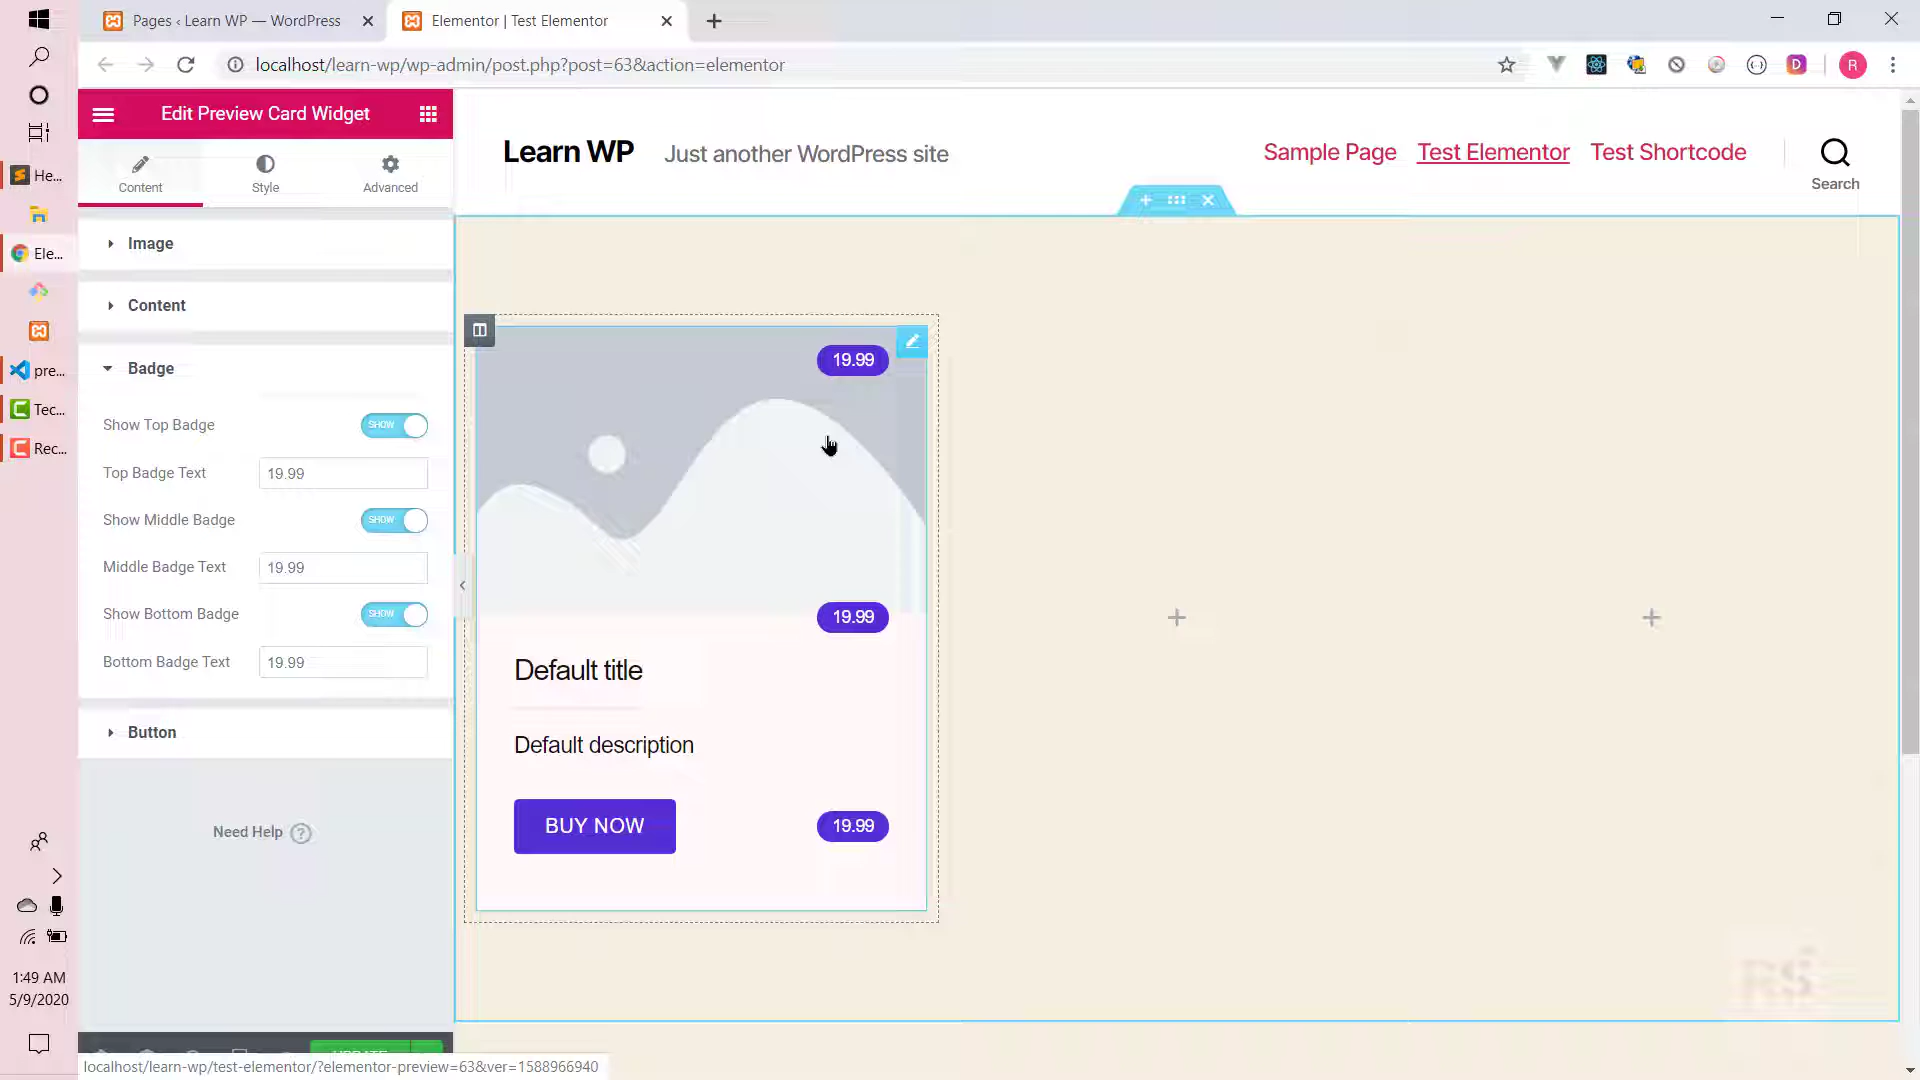 Pages ‹ Learn WP — WordPress
Elementor | Test Elementor
localhost/learn-wp/wp-admin/post.php?post=63&action=elementor
D
R
Edit Preview Card Widget
Content
Style
Advanced
Learn WP
Just another WordPress site
Sample Page
Test Elementor
Test Shortcode
Search
He...
Ele...
pre...
Tec...
Rec...
Image
Content
Badge
Show Top Badge
SHOW
Top Badge Text
19.99
Show Middle Badge
SHOW
Middle Badge Text
19.99
Show Bottom Badge
SHOW
Bottom Badge Text
19.99
Button
Need Help
19.99
19.99
Default title
Default description
BUY NOW
19.99
1:49 AM
5/9/2020
RS
UPDATE
localhost/learn-wp/test-elementor/?elementor-preview=63&ver=1588966940